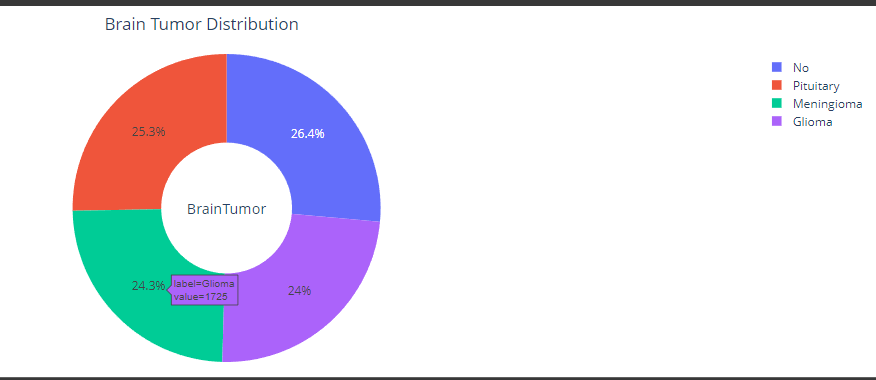 Brain Tumor Distribution
No
Pituitary
Meningioma
Glioma
25.3%
26.4%
BrainTumor
24.3%
label=Glioma
value=1725
24%